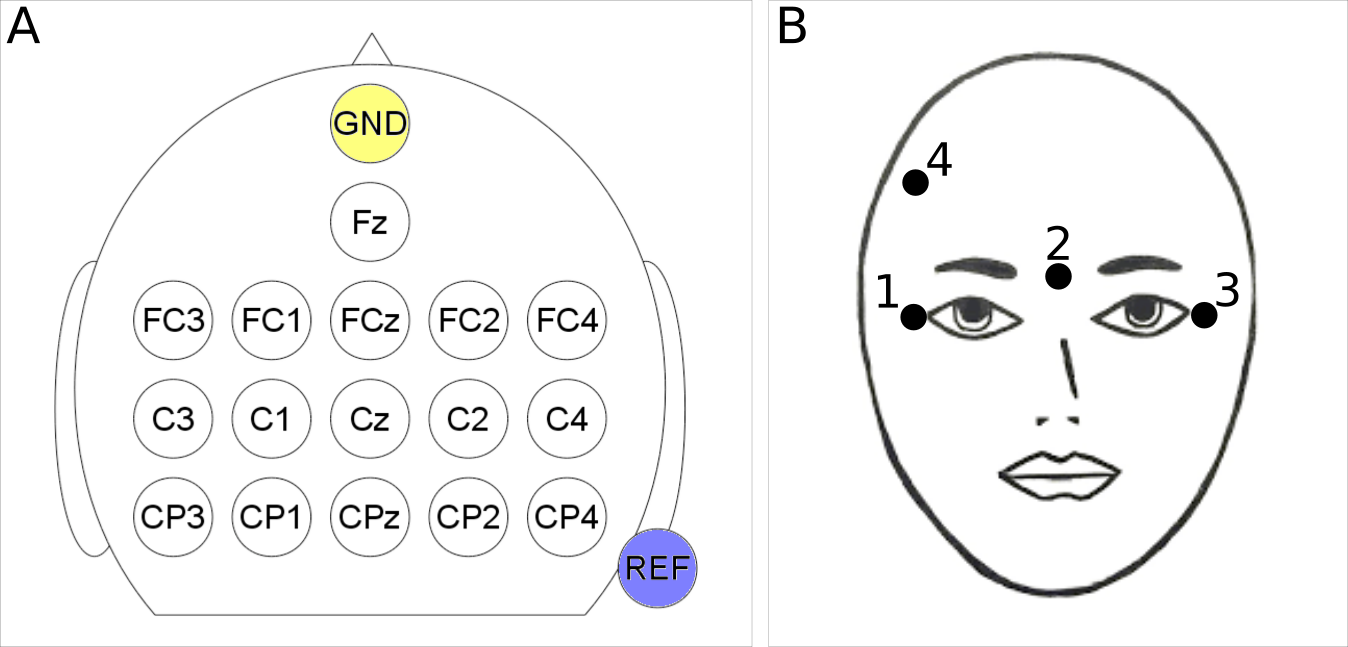 A
GND
Fz
FC3 FC1 FCz FC2 FC4
C3 C1 Cz C2 C4
CP3 CP1 CPz CP2 CP4
REF
B
4
2
1
3